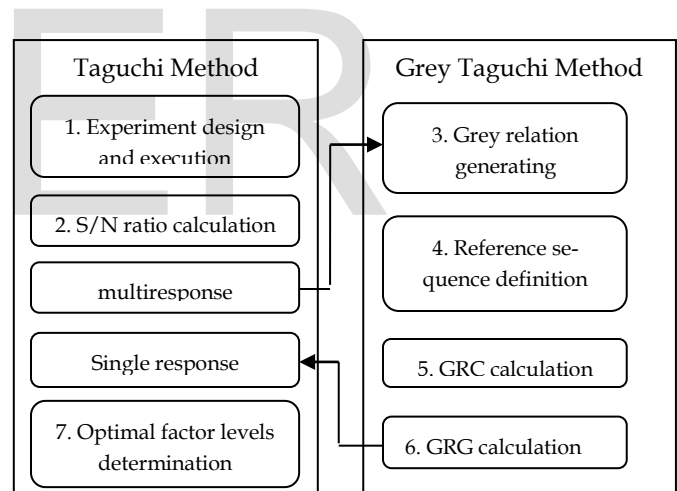 ER
Taguchi Method
1. Experiment design
and execution
2. S/N ratio calculation
multiresponse
Single response
7. Optimal factor levels
determination
Grey Taguchi Method
3. Grey relation
generating
4. Reference se-
quence definition
5. GRC calculation
6. GRG calculation